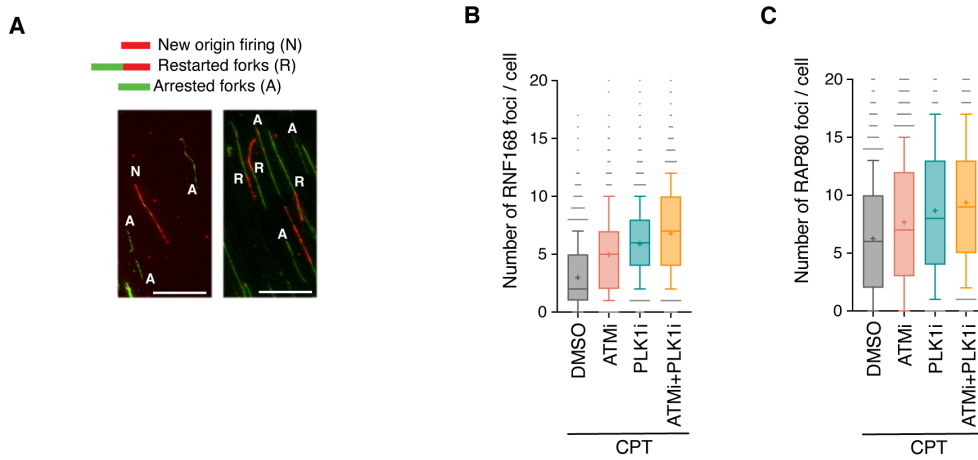 A
New origin firing (N)
Restarted forks (R)
Arrested forks (A)
N
A
A
A
A
A
R
R
R
A
B
Number of RNF168 foci / cell
20
15
10
5
0
DMSO
ATMi
PLK1i
ATMi+PLK1i
CPT
C
Number of RAP80 foci / cell
20
15
10
5
0
DMSO
ATMi
PLK1i
ATMi+PLK1i
CPT